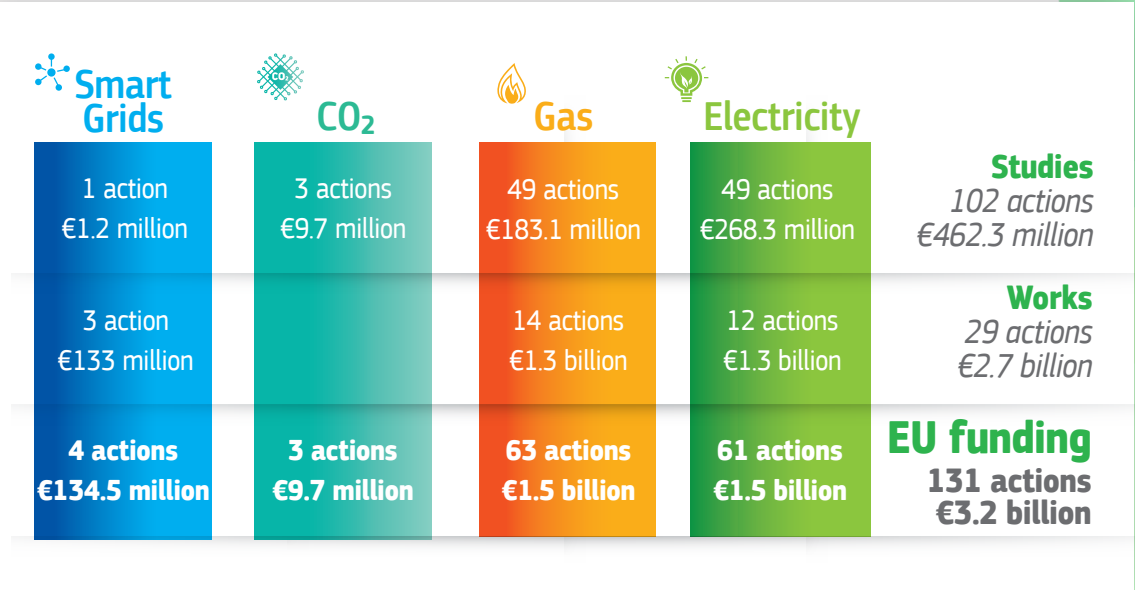 Smart
Grids
CO₂
CO₂
Gas
Electricity
1 action
€1.2 million
3 actions
€9.7 million
49 actions
€183.1 million
49 actions
€268.3 million
Studies
102 actions
€462.3 million
3 action
€133 million
14 actions
€1.3 billion
12 actions
€1.3 billion
Works
29 actions
€2.7 billion
4 actions
€134.5 million
3 actions
€9.7 million
63 actions
€1.5 billion
61 actions
€1.5 billion
EU funding
131 actions
€3.2 billion